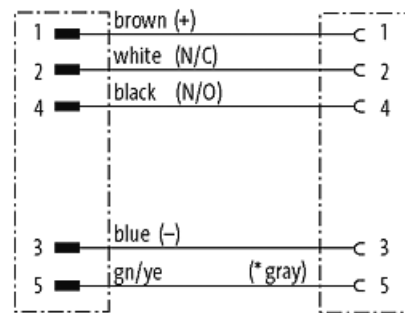 1 brown (+) 1
2 white (N/C) 2
4 black (N/O) 4
3 blue (–) 3
5 gn/ye (* gray) 5